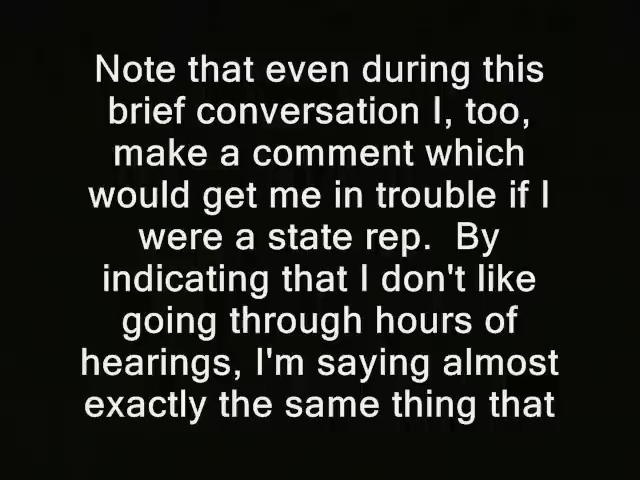 Note that even during this
brief conversation I, too,
make a comment which
would get me in trouble if I
were a state rep.  By
indicating that I don't like
going through hours of
hearings, I'm saying almost
exactly the same thing that